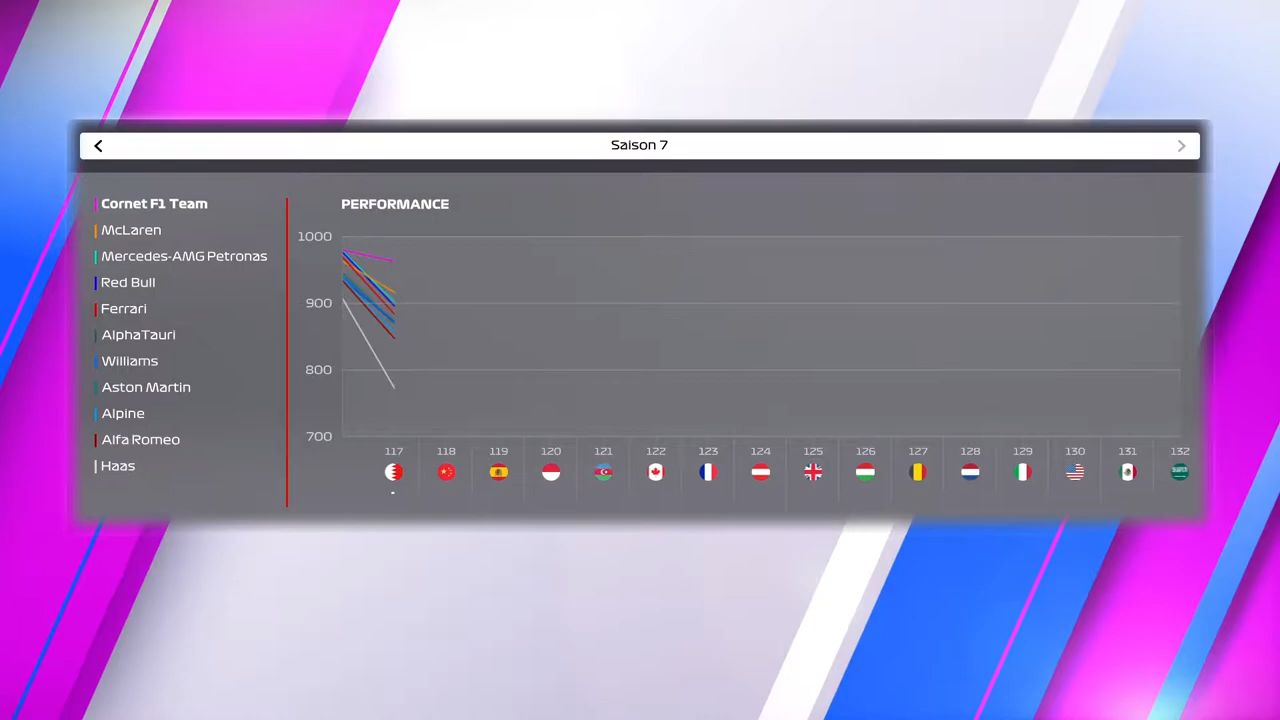 Saison 7
Cornet F1 Team
McLaren
Mercedes-AMG Petronas
Red Bull
Ferrari
AlphaTauri
Williams
Aston Martin
Alpine
Alfa Romeo
Haas
PERFORMANCE
1000
900
800
700
117 118 119 120 121 122 123 124 125 126 127 128 129 130 131 132